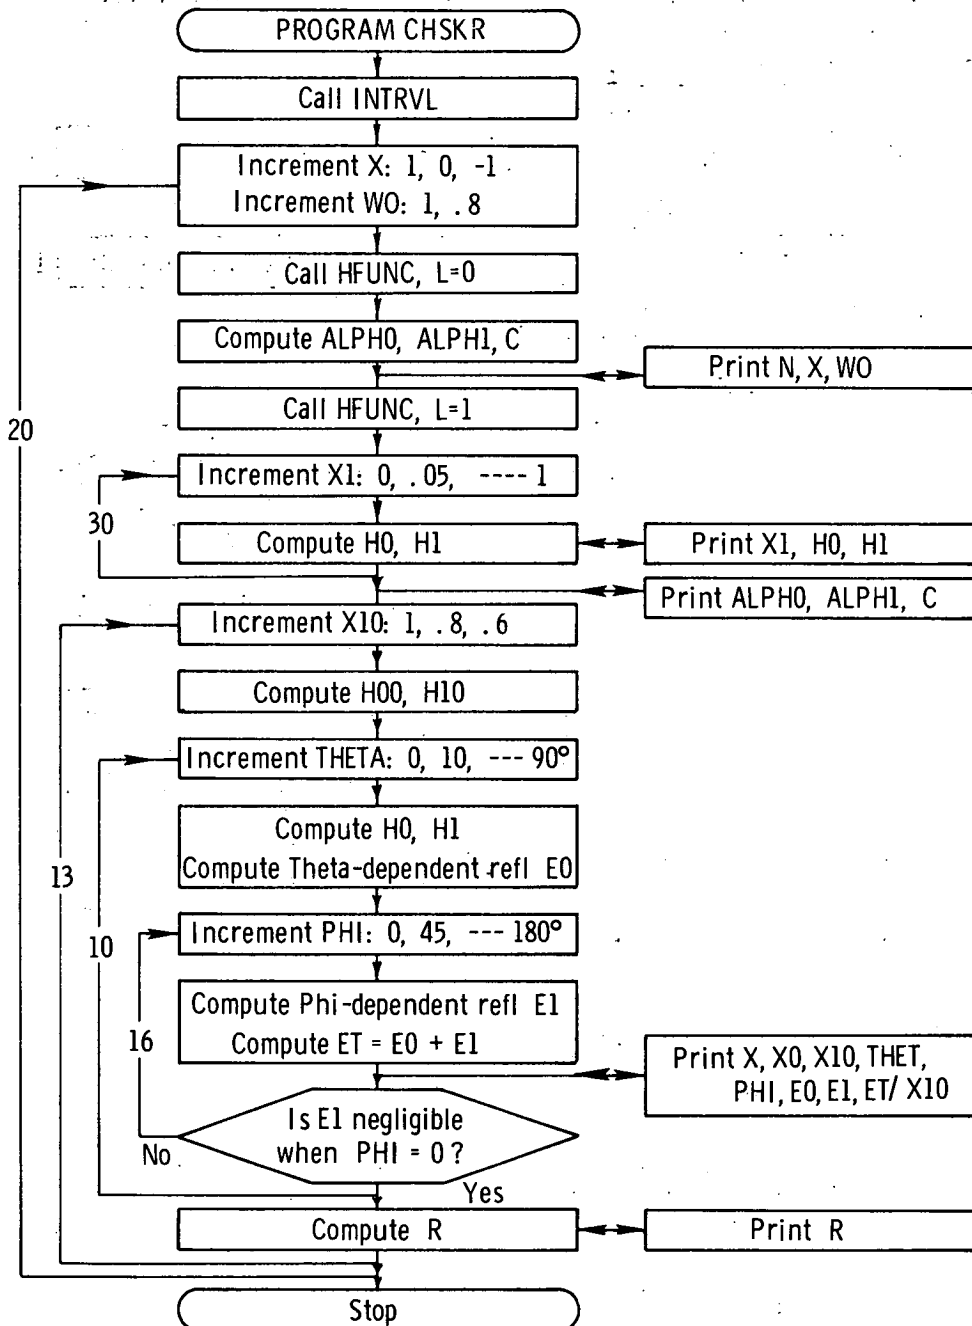 PROGRAM CHSKR
Call INTRVL
Increment X: 1, 0, -1
Increment WO: 1, .8
Call HFUNC, L=0
Compute ALPH0, ALPH1, C
Print N, X, WO
Call HFUNC, L=1
20
Increment X1: 0, .05, ---- 1
30
Compute H0, H1
Print X1, H0, H1
Print ALPH0, ALPH1, C
Increment X10: 1, .8, .6
Compute H00, H10
Increment THETA: 0, 10, --- 90°
Compute H0, H1
Compute Theta-dependent refl E0
13
Increment PHI: 0, 45, --- 180°
10
Compute Phi-dependent refl E1
16
Compute ET = E0 + E1
Print X, X0, X10, THET,
PHI, E0, E1, ET/ X10
Is E1 negligible
when PHI = 0 ?
No
Yes
Compute R
Print R
Stop